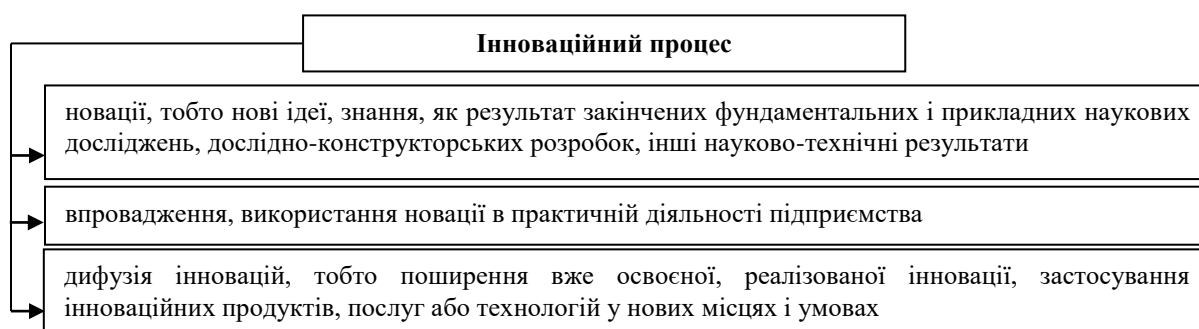 Інноваційний процес
новації, тобто нові ідеї, знання, як результат закінчених фундаментальних і прикладних наукових
досліджень, дослідно-конструкторських розробок, інші науково-технічні результати
впровадження, використання новації в практичній діяльності підприємства
дифузія інновацій, тобто поширення вже освоєної, реалізованої інновації, застосування
інноваційних продуктів, послуг або технологій у нових місцях і умовах